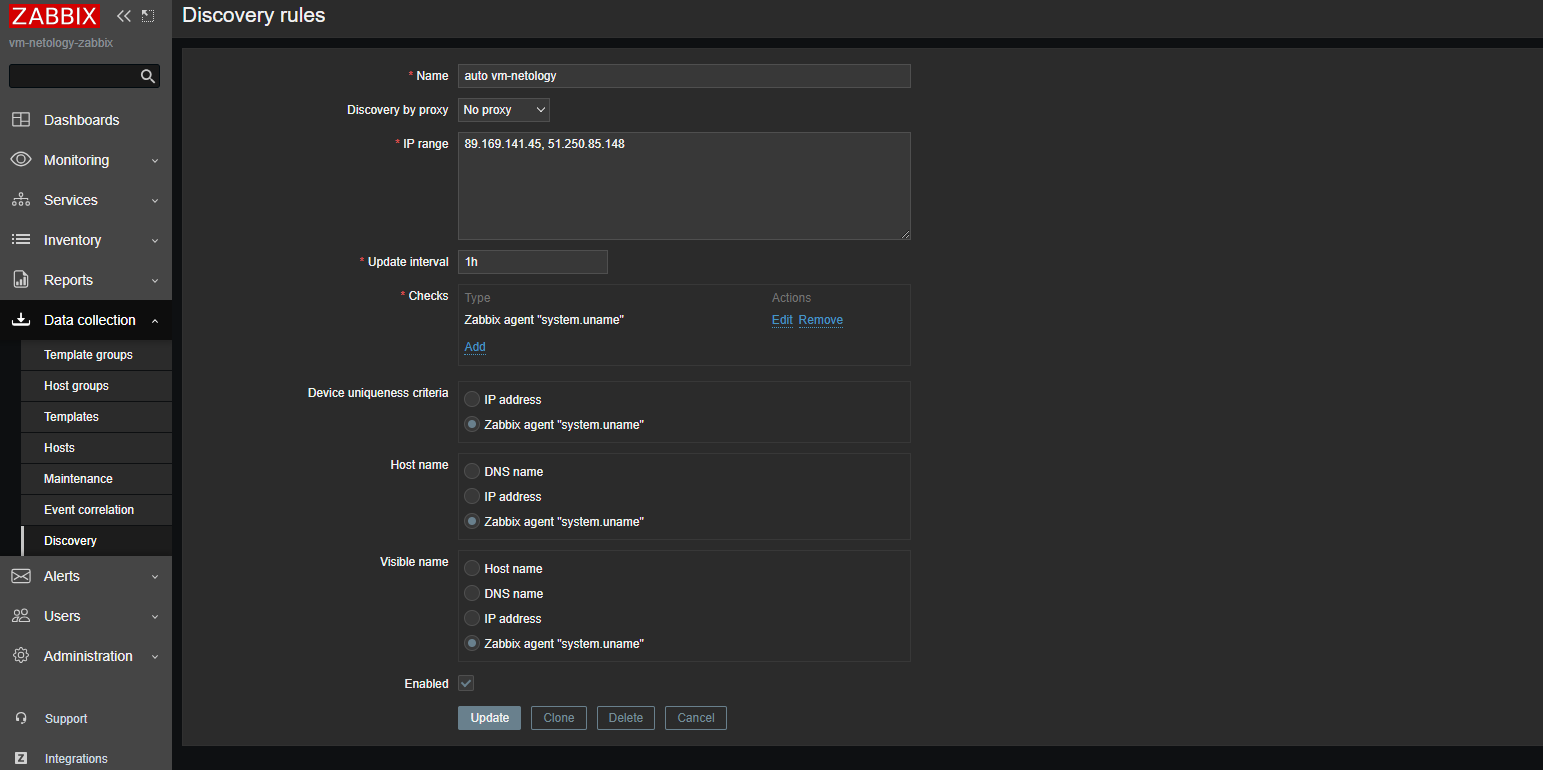 ZABBIX
vm-netology-zabbix
Dashboards
Monitoring
Services
Inventory
Reports
Data collection
Template groups
Host groups
Templates
Hosts
Maintenance
Event correlation
Discovery
Alerts
Users
Administration
Support
Z Integrations
Discovery rules
* Name auto vm-netology
Discovery by proxy No proxy
* IP range 89.169.141.45, 51.250.85.148
* Update interval 1h
* Checks Type Actions
Zabbix agent "system.uname" Edit Remove
Add
Device uniqueness criteria
IP address
Zabbix agent "system.uname"
Host name
DNS name
IP address
Zabbix agent "system.uname"
Visible name
Host name
DNS name
IP address
Zabbix agent "system.uname"
Enabled
Update Clone Delete Cancel